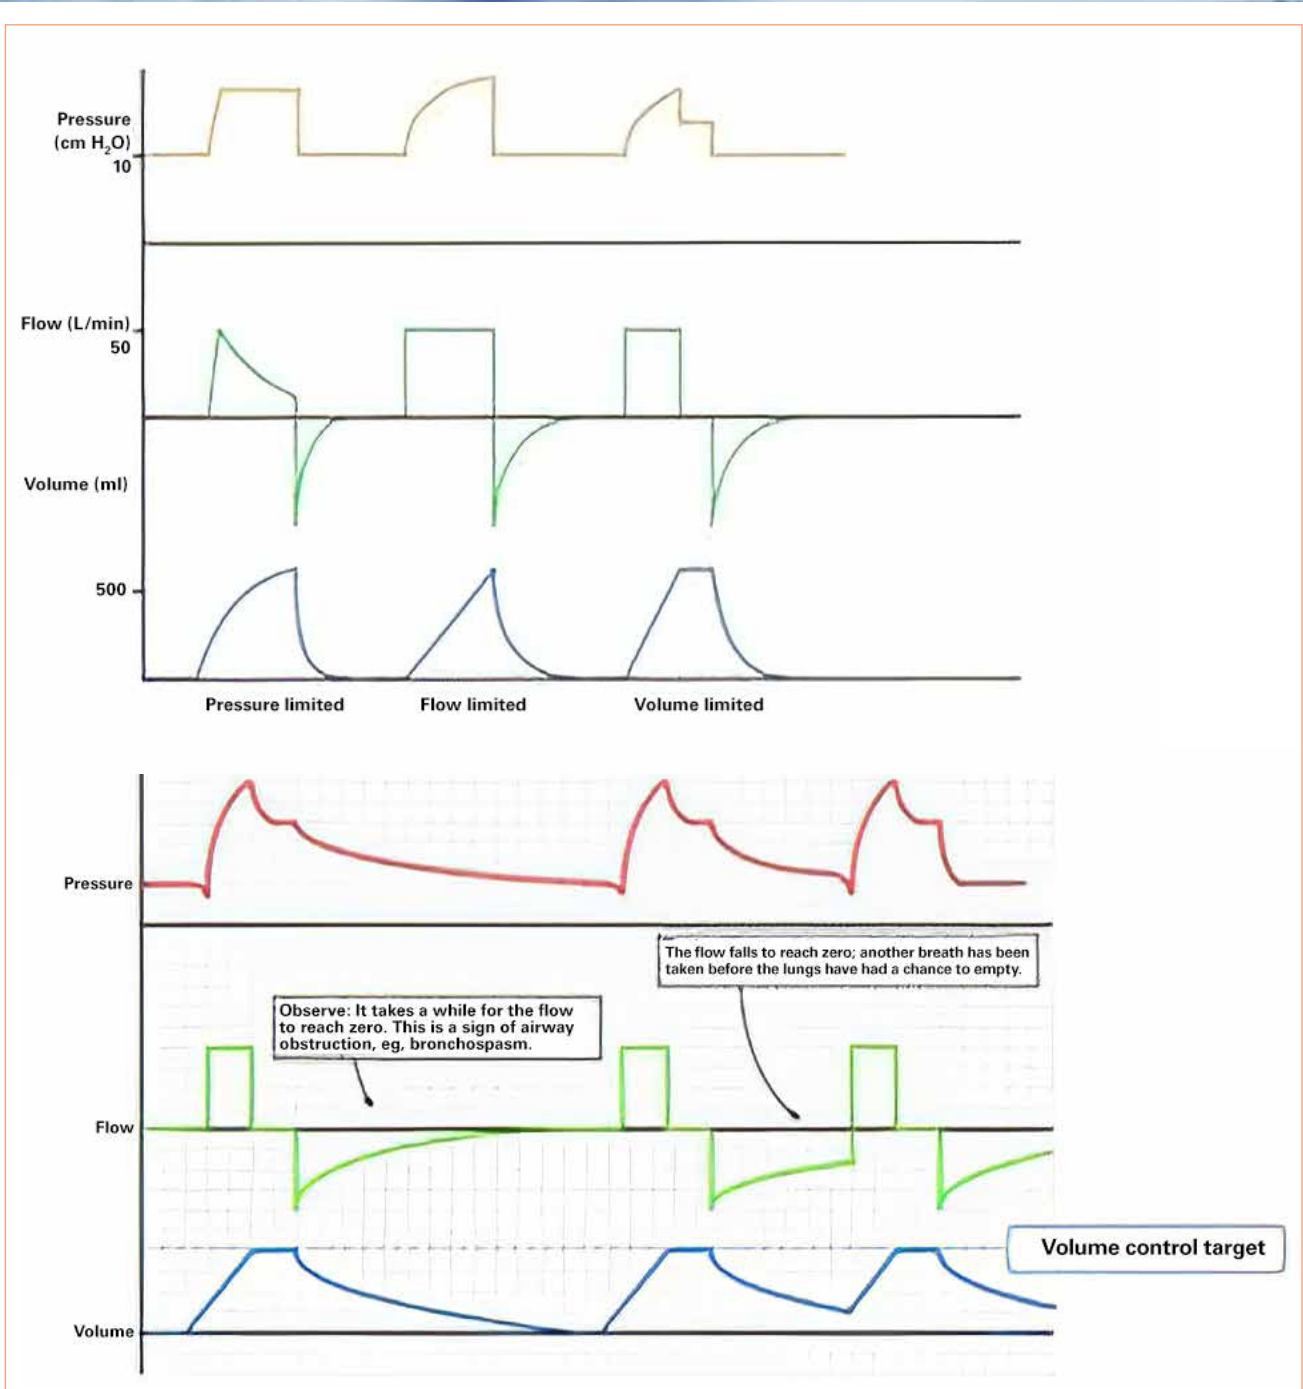 Pressure
(cm H₂O)
10
Flow (L/min)
50
Volume (ml)
500
Pressure limited
Flow limited
Volume limited
Pressure
The flow falls to reach zero; another breath has been
taken before the lungs have had a chance to empty.
Observe: It takes a while for the flow
to reach zero. This is a sign of airway
obstruction, eg, bronchospasm.
Flow
Volume control target
Volume